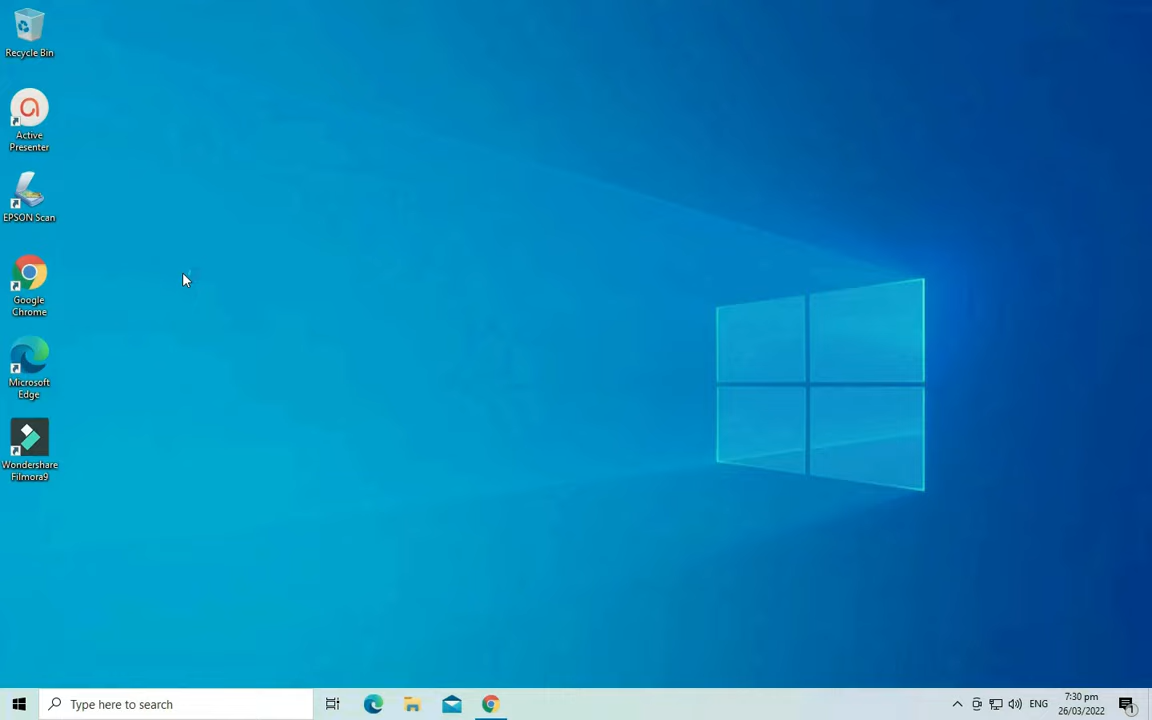 Recycle Bin
Active
Presenter
EPSON Scan
Google
Chrome
Microsoft
Edge
Wondershare
Filmora9
Type here to search
ENG
7:30 pm
26/03/2022
1